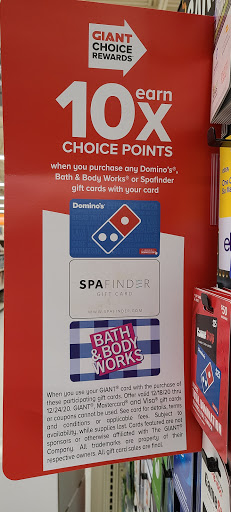 GIANT
CHOICE
REWARDS
earn
10x
CHOICE POINTS
when you purchase any Domino's®,
Bath & Body Works® or Spafinder
gift cards with your card
Domino's
SPAFINDER
GIFT CARD
WWW.SPAFINDER.COM
BATH
& BODY
WORKS
When you use your GIANT® card with the purchase of
these participating gift cards. Offer valid 12/18/20 thru
12/24/20. GIANT®, Mastercard® and Visa® gift cards
or coupons cannot be used. See card for details, terms
and conditions or applicable fees. Subject to
availability, while supplies last. Cards featured are not
sponsors or otherwise affiliated with The GIANT®
Company. All trademarks are property of their
respective owners. All gift card sales are final.